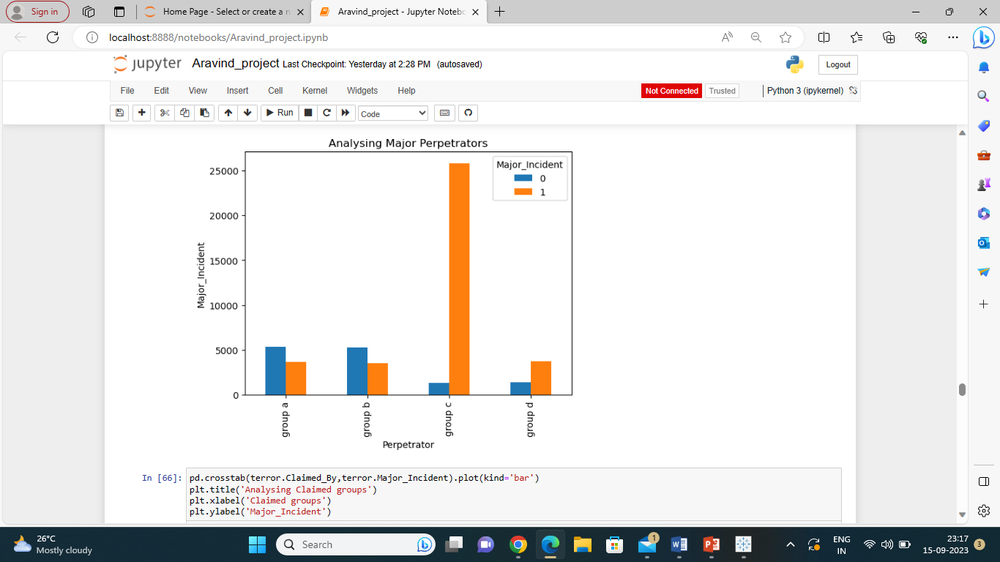 Sign in
Home Page - Select or create a n
Aravind_project - Jupyter Notebo
localhost:8888/notebooks/Aravind_project.ipynb
jupyter Aravind_project Last Checkpoint: Yesterday at 2:28 PM (autosaved)
Logout
File Edit View Insert Cell Kernel Widgets Help
Not Connected Trusted Python 3 (ipykernel)
Run Code
Analysing Major Perpetrators
Major_Incident
0
1
25000
20000
15000
10000
5000
0
Major_Incident
group a group b group c group d
Perpetrator
In [66]: pd.crosstab(terror.Claimed_By,terror.Major_Incident).plot(kind='bar')
plt.title('Analysing Claimed groups')
plt.xlabel('Claimed groups')
plt.ylabel('Major_Incident')
26°C
Mostly cloudy
Search
1
ENG
IN
23:17
15-09-2023
3